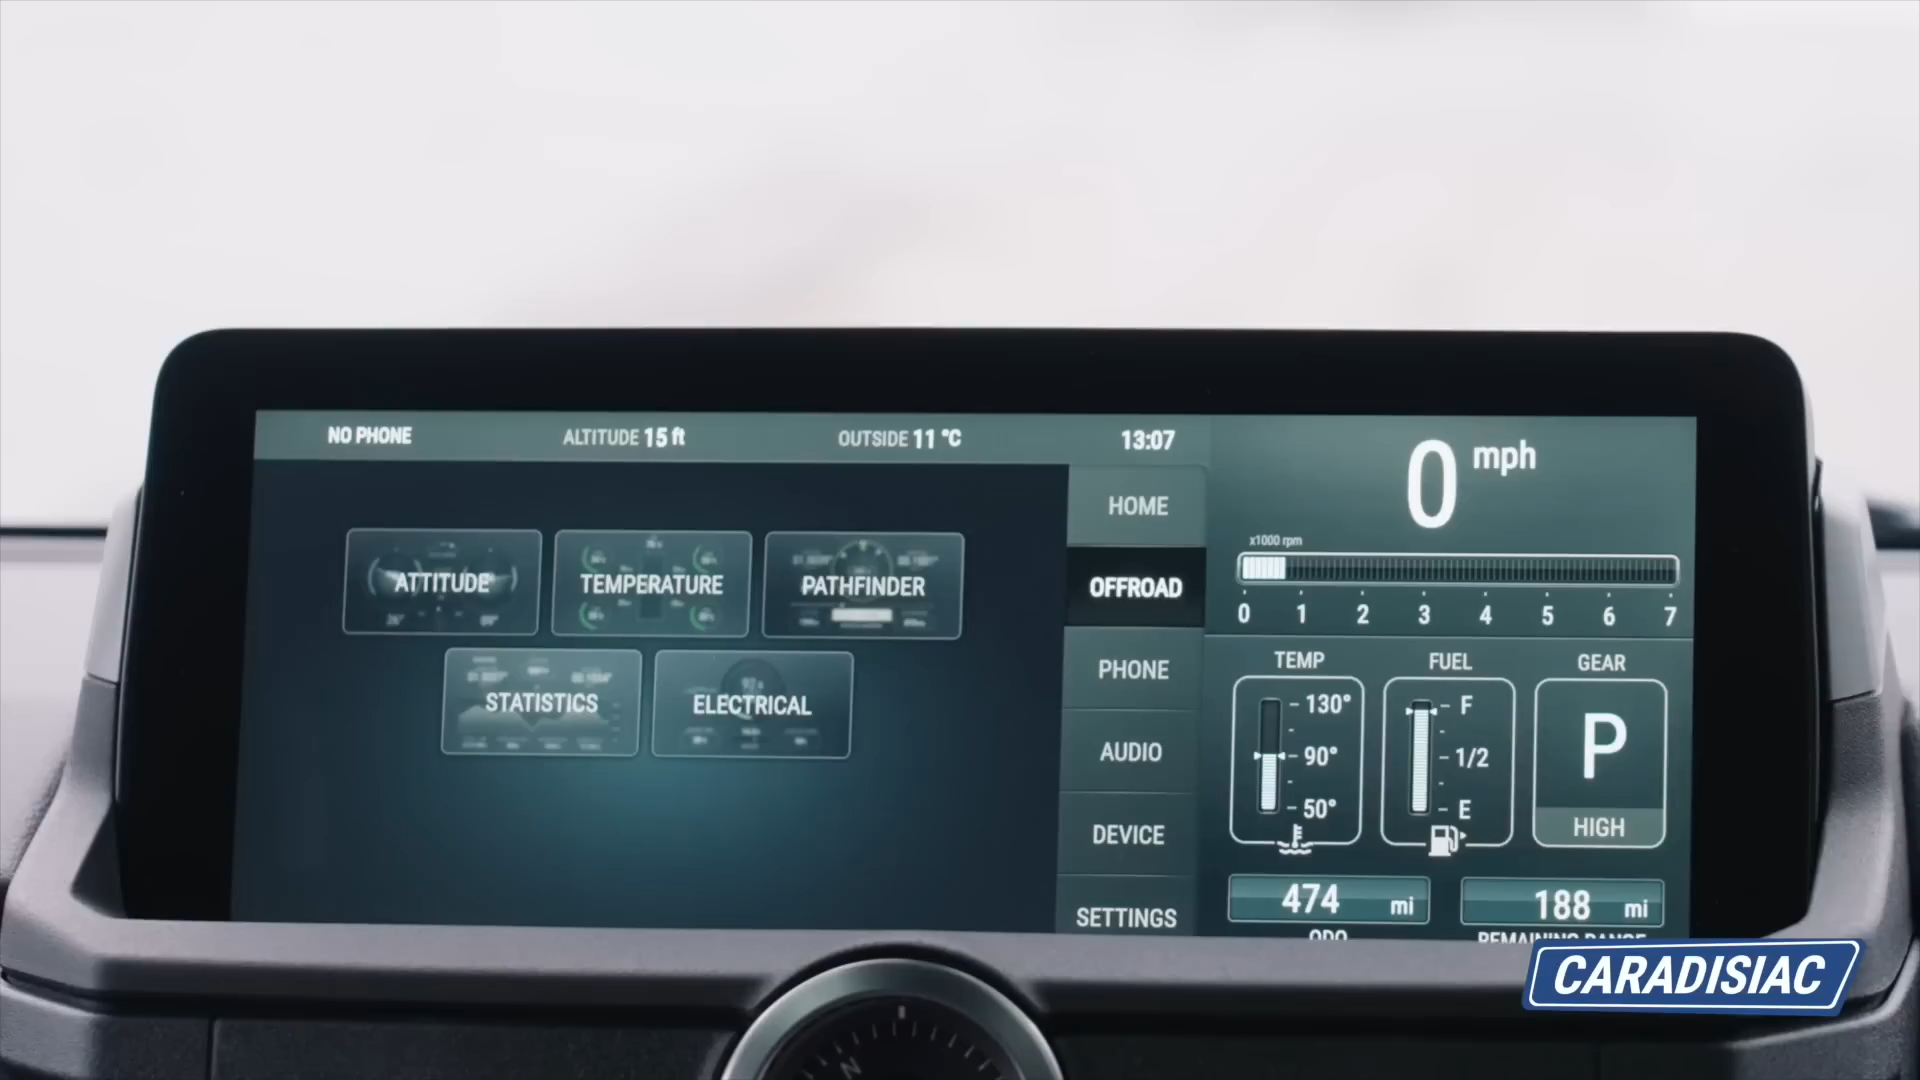 NO PHONE
ALTITUDE 15 ft
OUTSIDE 11 °C
13:07
ATTITUDE
TEMPERATURE
PATHFINDER
STATISTICS
ELECTRICAL
HOME
OFFROAD
PHONE
AUDIO
DEVICE
SETTINGS
0 mph
x1000 rpm
0 1 2 3 4 5 6 7
TEMP
130°
90°
50°
FUEL
F
1/2
E
GEAR
P
HIGH
474 mi
ODO
188 mi
REMAINING RANGE
N
CARADISIAC